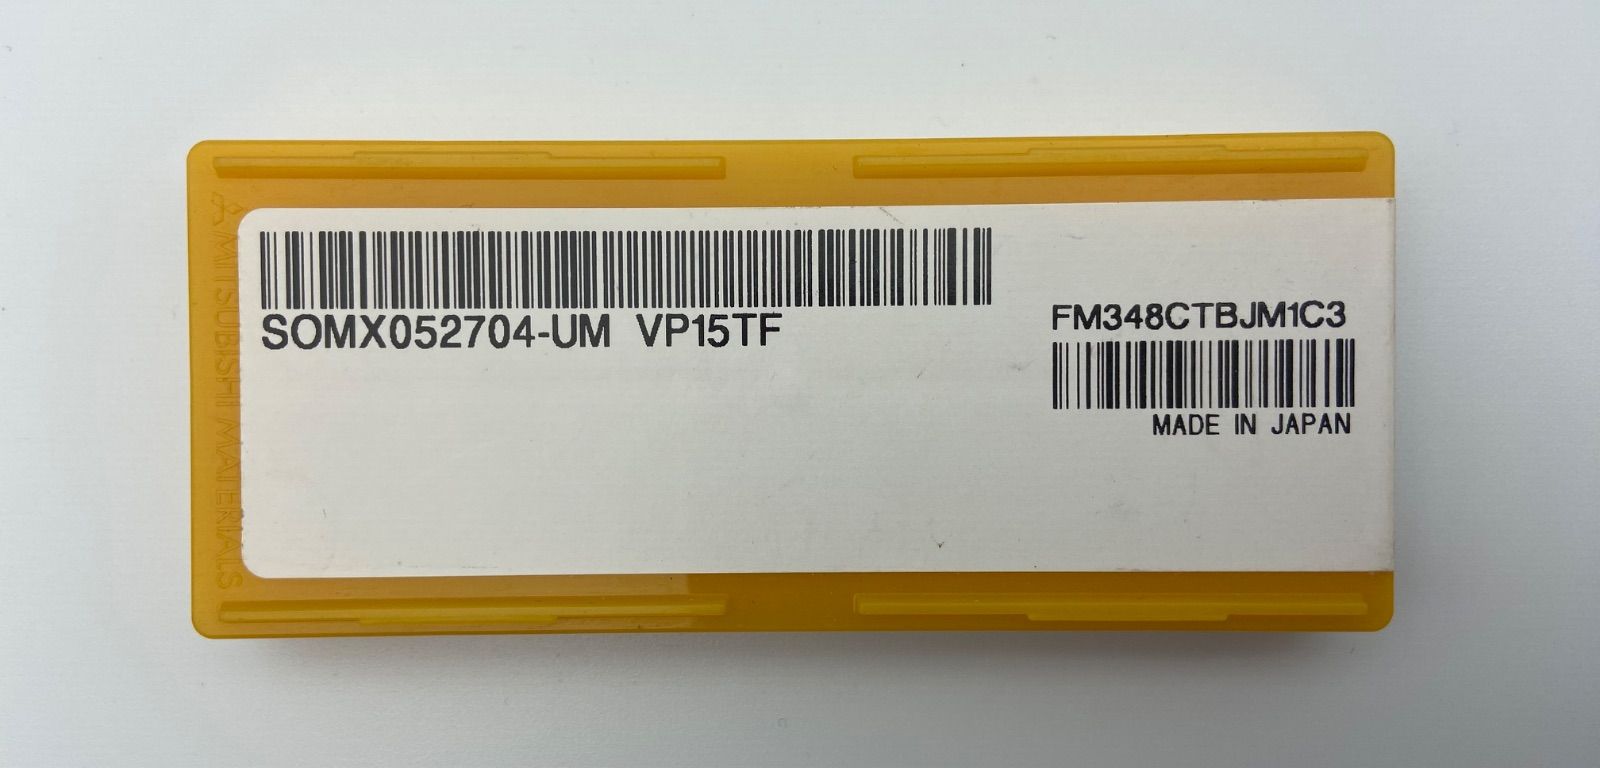 MITSUBISHI MATERIALS
SOMX052704-UM VP15TF
FM348CTBJM1C3
MADE IN JAPAN